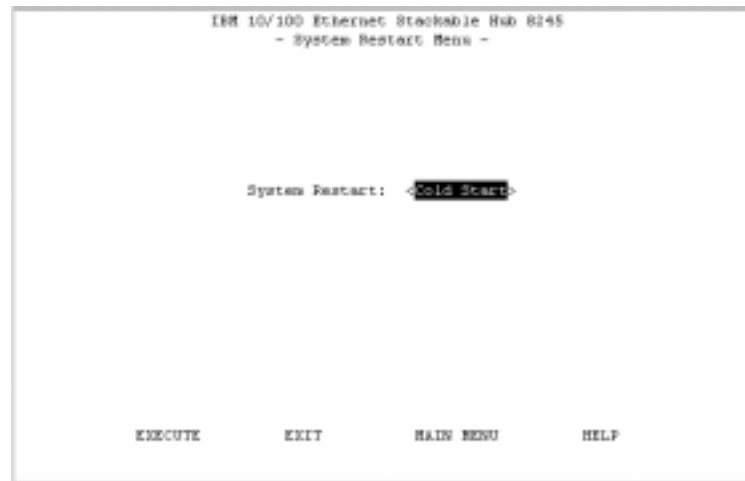 IBM 10/100 Ethernet Stackable Hub 8245
- System Restart Menu -
System Restart: <Cold Start>
EXECUTE EXIT MAIN MENU HELP